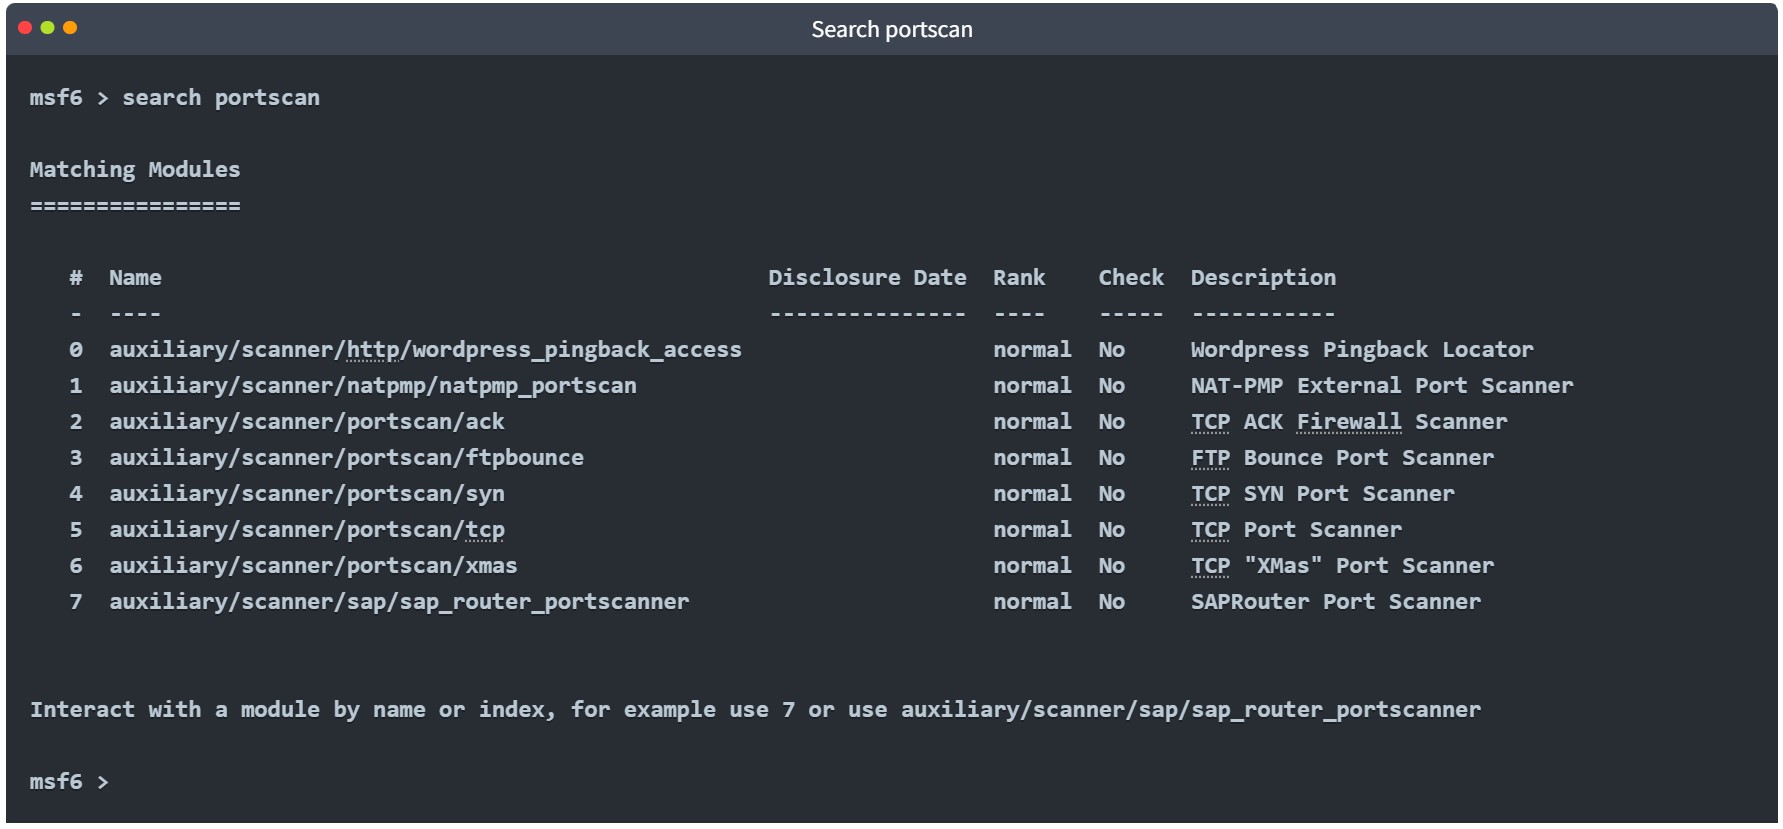 Search portscan
msf6 > search portscan
Matching Modules
================
   #  Name                                              Disclosure Date  Rank    Check  Description
   -  ----                                              ---------------  ----    -----  -----------
   0  auxiliary/scanner/http/wordpress_pingback_access                   normal  No     Wordpress Pingback Locator
   1  auxiliary/scanner/natpmp/natpmp_portscan                           normal  No     NAT-PMP External Port Scanner
   2  auxiliary/scanner/portscan/ack                                     normal  No     TCP ACK Firewall Scanner
   3  auxiliary/scanner/portscan/ftpbounce                               normal  No     FTP Bounce Port Scanner
   4  auxiliary/scanner/portscan/syn                                     normal  No     TCP SYN Port Scanner
   5  auxiliary/scanner/portscan/tcp                                     normal  No     TCP Port Scanner
   6  auxiliary/scanner/portscan/xmas                                    normal  No     TCP "XMas" Port Scanner
   7  auxiliary/scanner/sap/sap_router_portscanner                       normal  No     SAPRouter Port Scanner
Interact with a module by name or index, for example use 7 or use auxiliary/scanner/sap/sap_router_portscanner
msf6 >